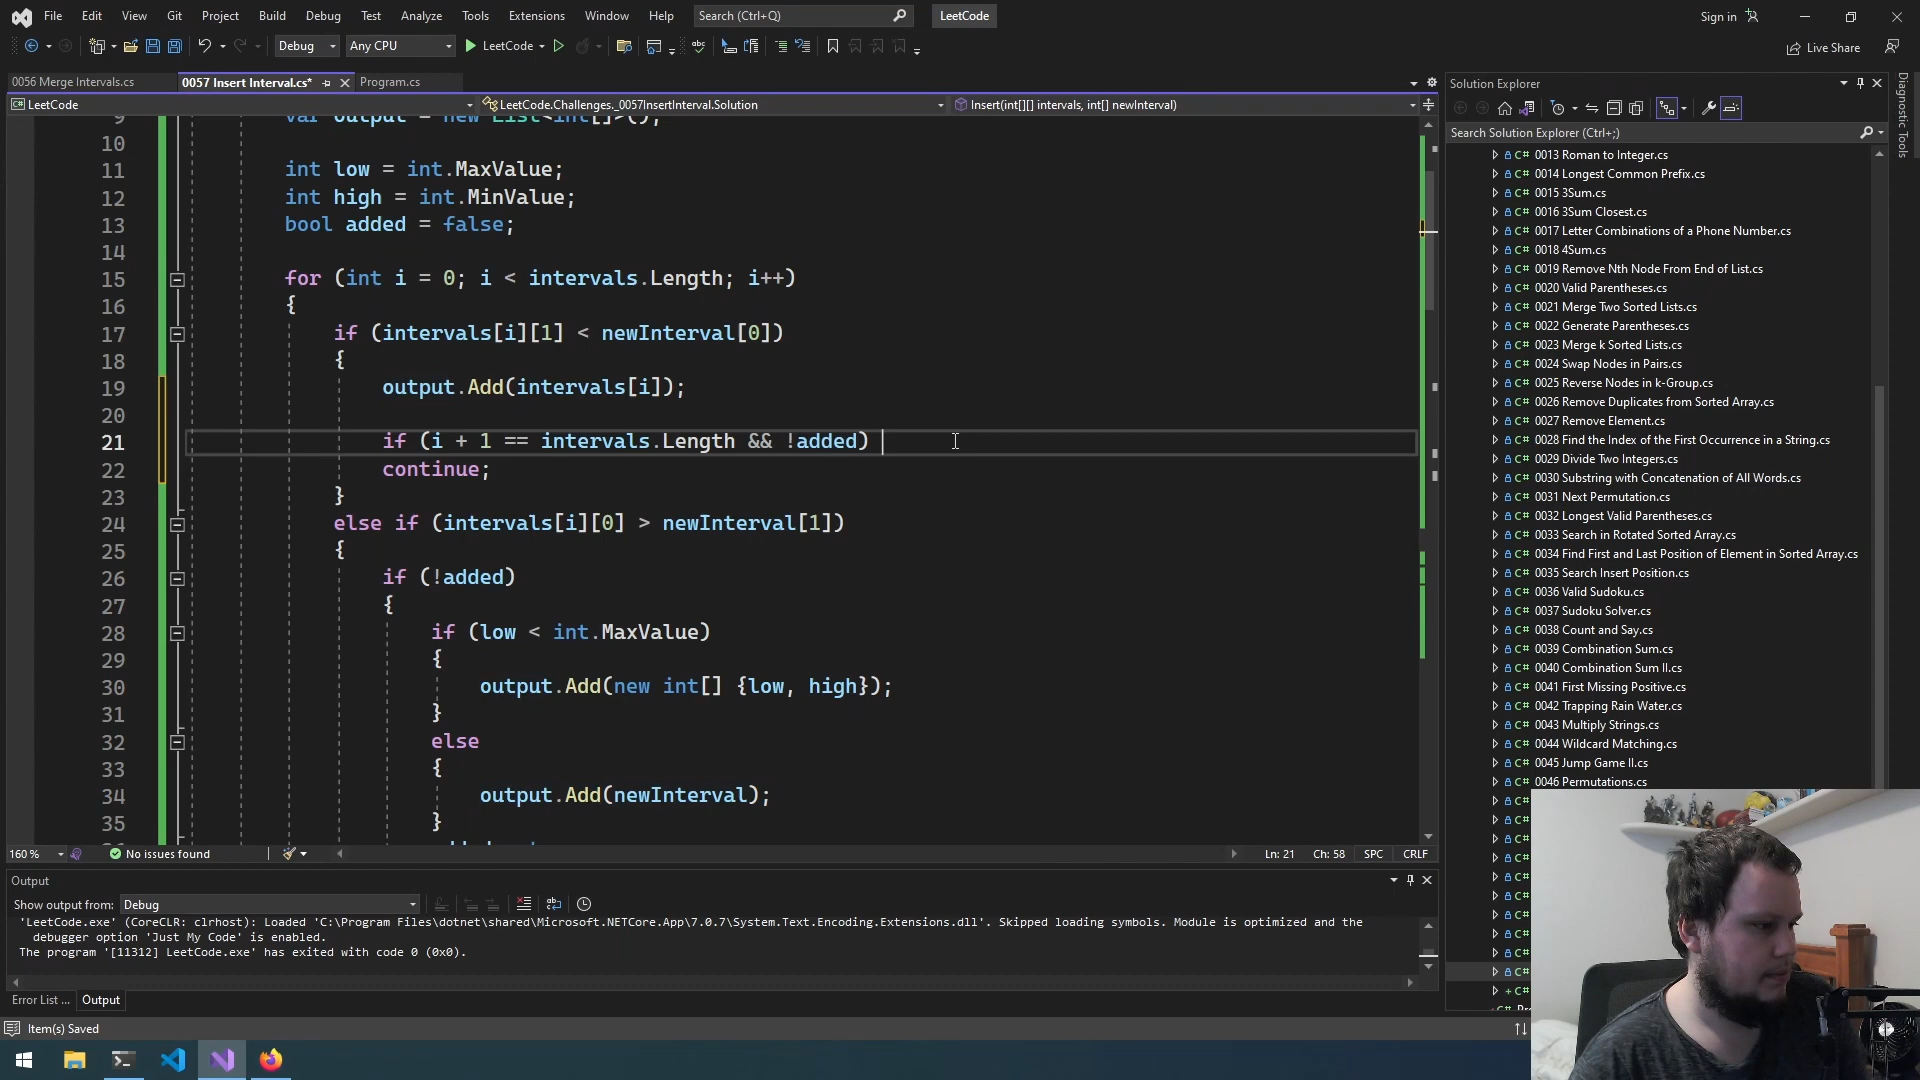 File Edit View Git Project Build Debug Test Analyze Tools Extensions Window Help Search (Ctrl+Q) LeetCode Sign in
Debug Any CPU LeetCode Live Share
0056 Merge Intervals.cs 0057 Insert Interval.cs* Program.cs
LeetCode LeetCode.Challenges._0057InsertInterval.Solution Insert(int[][] intervals, int[] newInterval)
9 var output = new List<int[]>();
10
11 int low = int.MaxValue;
12 int high = int.MinValue;
13 bool added = false;
14
15 for (int i = 0; i < intervals.Length; i++)
16 {
17 if (intervals[i][1] < newInterval[0])
18 {
19 output.Add(intervals[i]);
20
21 if (i + 1 == intervals.Length && !added)
22 continue;
23 }
24 else if (intervals[i][0] > newInterval[1])
25 {
26 if (!added)
27 {
28 if (low < int.MaxValue)
29 {
30 output.Add(new int[] {low, high});
31 }
32 else
33 {
34 output.Add(newInterval);
35 }
160 % No issues found Ln: 21 Ch: 58 SPC CRLF
Output
Show output from: Debug
'LeetCode.exe' (CoreCLR: clrhost): Loaded 'C:\Program Files\dotnet\shared\Microsoft.NETCore.App\7.0.7\System.Text.Encoding.Extensions.dll'. Skipped loading symbols. Module is optimized and the
debugger option 'Just My Code' is enabled.
The program '[11312] LeetCode.exe' has exited with code 0 (0x0).
Error List ... Output
Item(s) Saved
Solution Explorer
Search Solution Explorer (Ctrl+;)
C# 0013 Roman to Integer.cs
C# 0014 Longest Common Prefix.cs
C# 0015 3Sum.cs
C# 0016 3Sum Closest.cs
C# 0017 Letter Combinations of a Phone Number.cs
C# 0018 4Sum.cs
C# 0019 Remove Nth Node From End of List.cs
C# 0020 Valid Parentheses.cs
C# 0021 Merge Two Sorted Lists.cs
C# 0022 Generate Parentheses.cs
C# 0023 Merge k Sorted Lists.cs
C# 0024 Swap Nodes in Pairs.cs
C# 0025 Reverse Nodes in k-Group.cs
C# 0026 Remove Duplicates from Sorted Array.cs
C# 0027 Remove Element.cs
C# 0028 Find the Index of the First Occurrence in a String.cs
C# 0029 Divide Two Integers.cs
C# 0030 Substring with Concatenation of All Words.cs
C# 0031 Next Permutation.cs
C# 0032 Longest Valid Parentheses.cs
C# 0033 Search in Rotated Sorted Array.cs
C# 0034 Find First and Last Position of Element in Sorted Array.cs
C# 0035 Search Insert Position.cs
C# 0036 Valid Sudoku.cs
C# 0037 Sudoku Solver.cs
C# 0038 Count and Say.cs
C# 0039 Combination Sum.cs
C# 0040 Combination Sum II.cs
C# 0041 First Missing Positive.cs
C# 0042 Trapping Rain Water.cs
C# 0043 Multiply Strings.cs
C# 0044 Wildcard Matching.cs
C# 0045 Jump Game II.cs
C# 0046 Permutations.cs
Diagnostic Tools